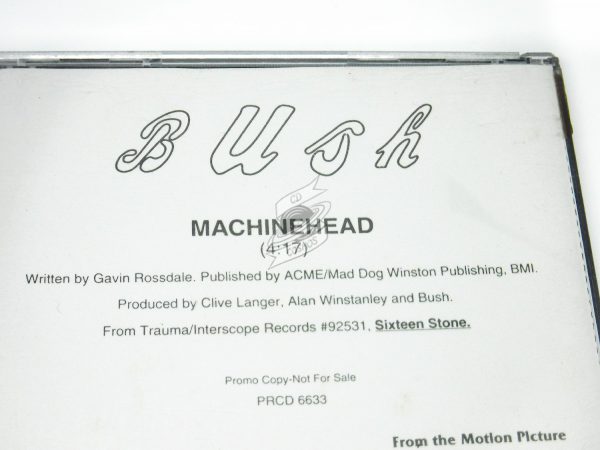 Bush
CD
MACHINEHEAD
(4:17)
Written by Gavin Rossdale. Published by ACME/Mad Dog Winston Publishing, BMI.
Produced by Clive Langer, Alan Winstanley and Bush.
From Trauma/Interscope Records #92531, Sixteen Stone.
Promo Copy-Not For Sale
PRCD 6633
From the Motion Picture